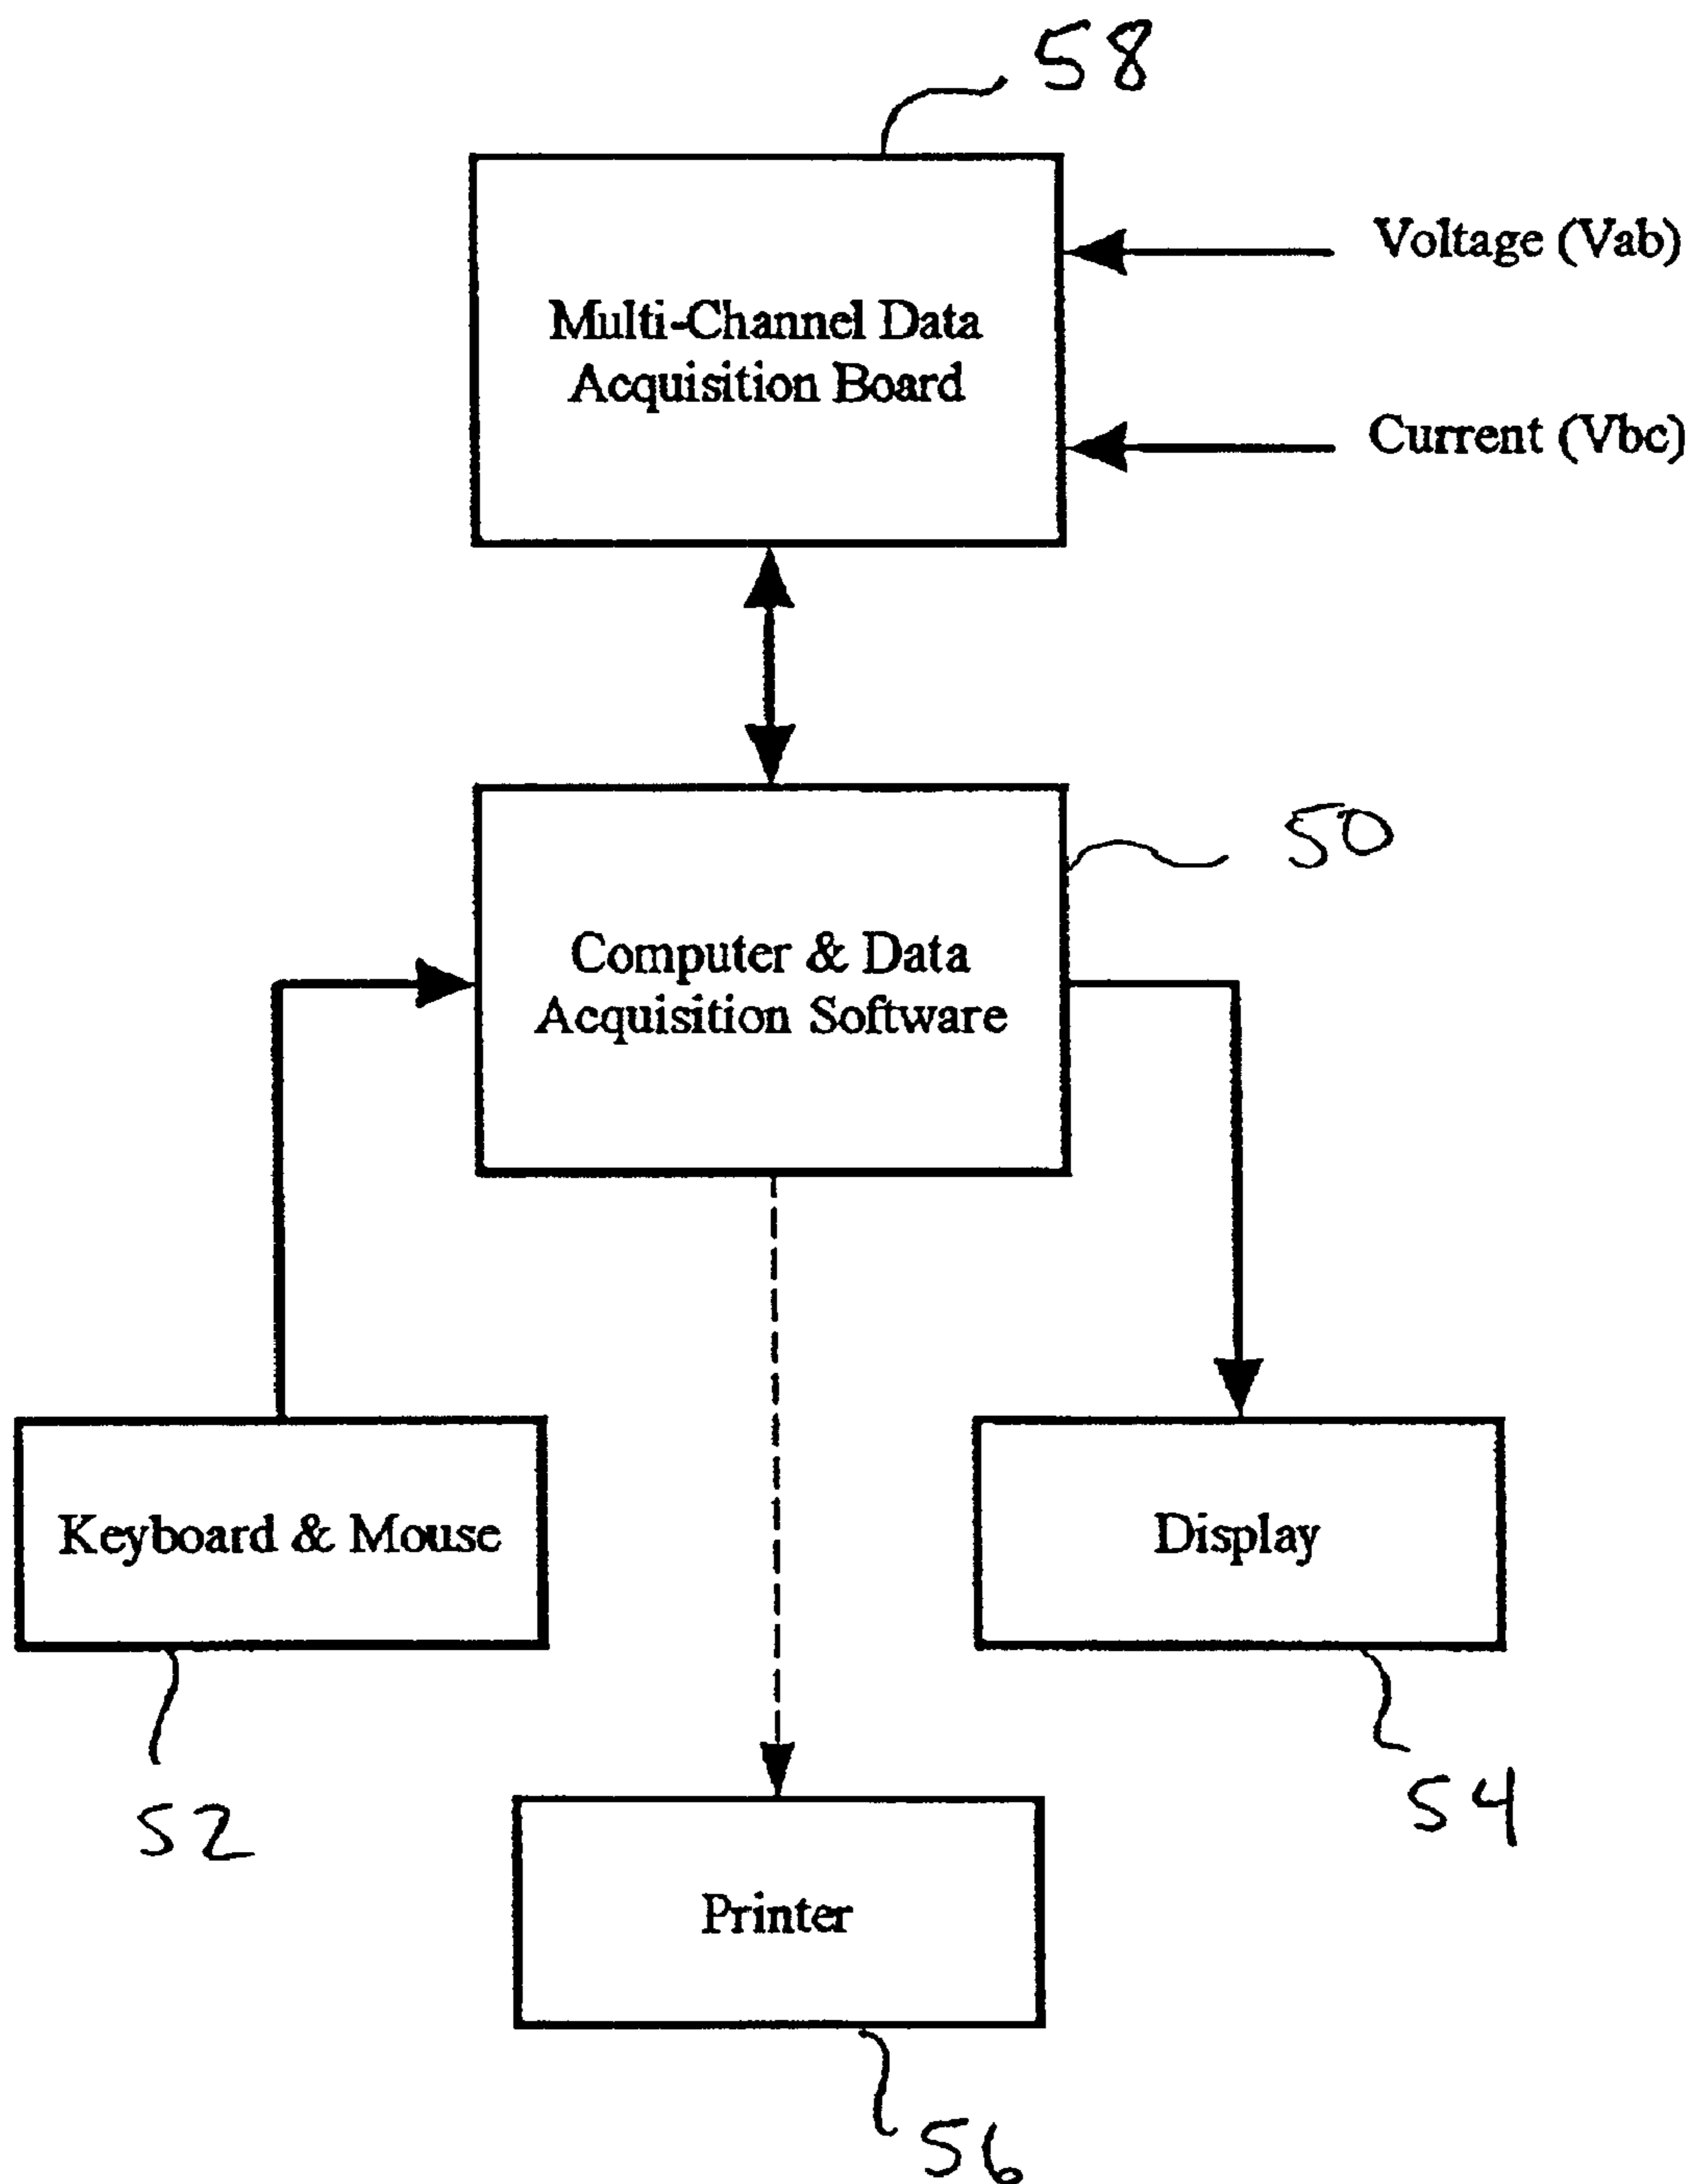 58
Voltage (Vab)
Multi-Channel Data
Acquisition Board
Current (Vbc)
50
Computer & Data
Acquisition Software
Keyboard & Mouse
Display
52
54
Printer
56